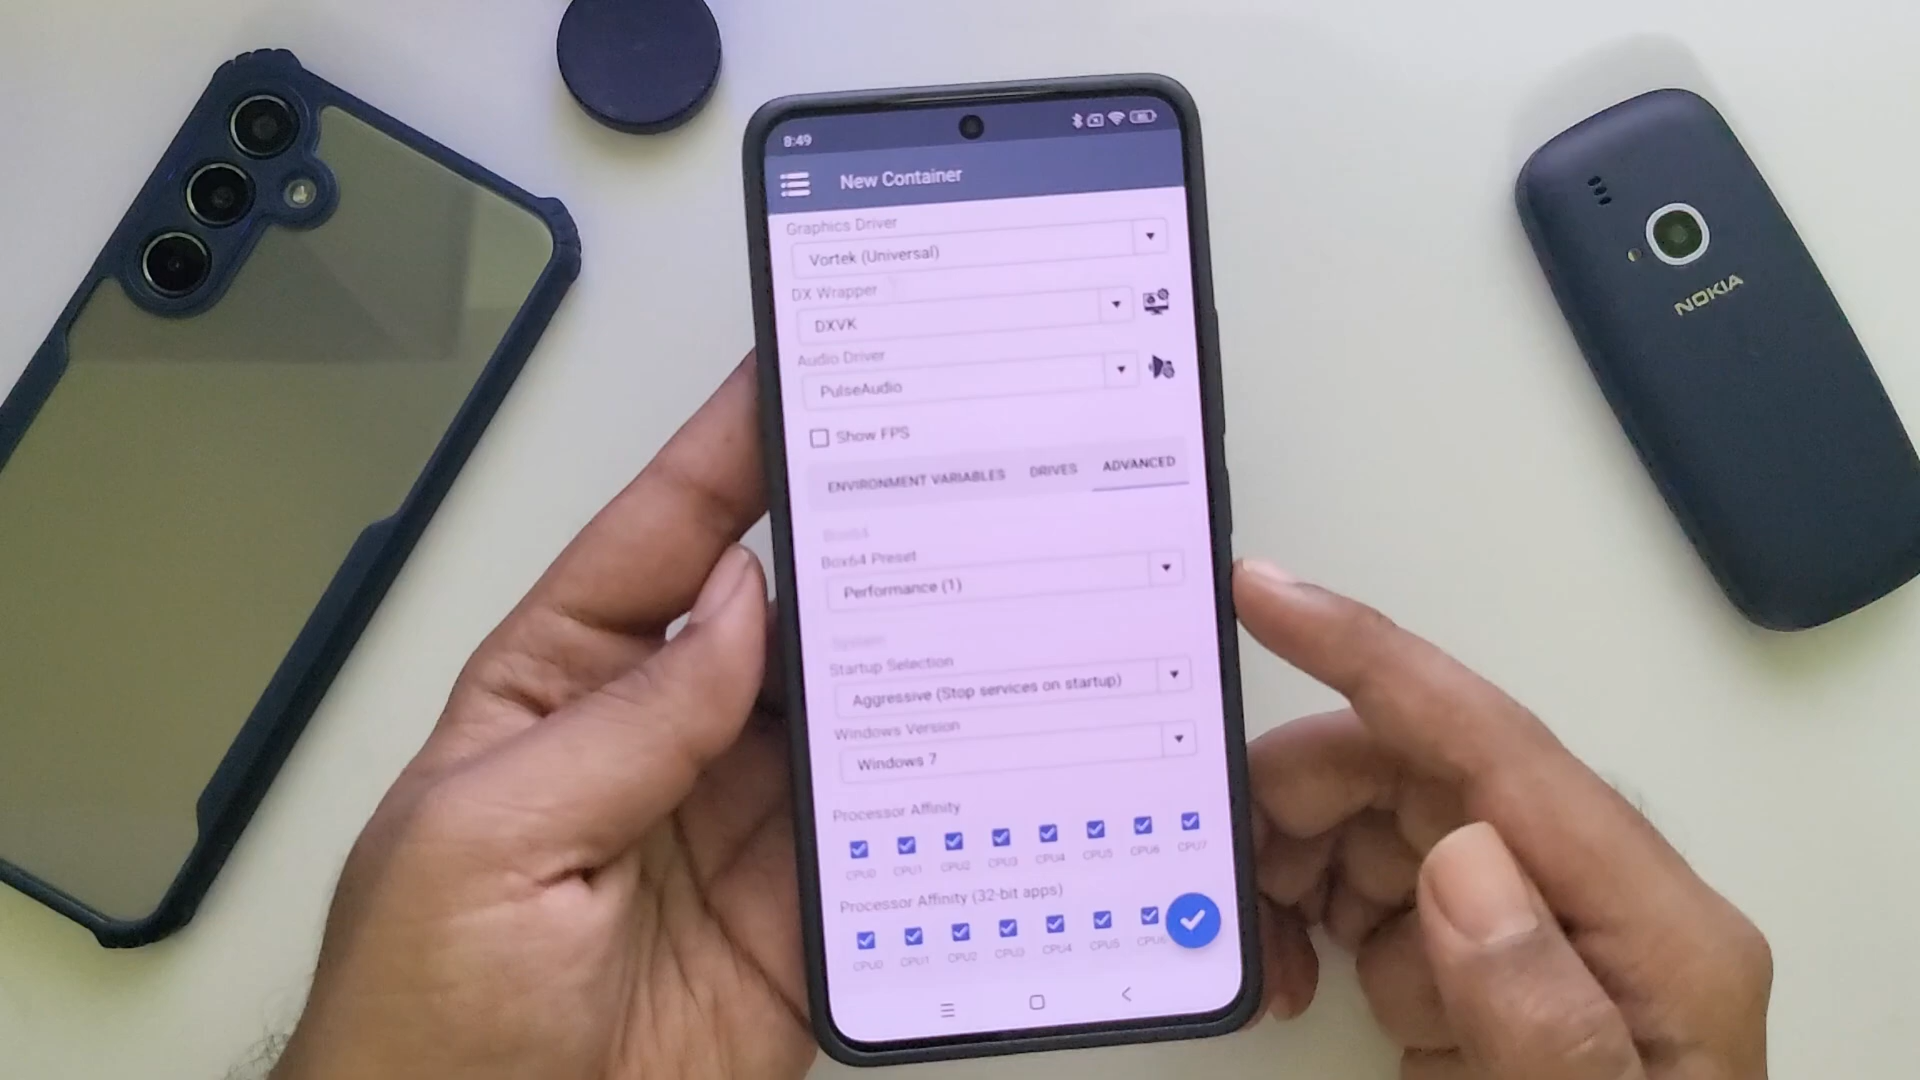 8:49
New Container
Graphics Driver
Vortek (Universal)
DX Wrapper
DXVK
Audio Driver
PulseAudio
Show FPS
ENVIRONMENT VARIABLES DRIVES ADVANCED
Box64
Box64 Preset
Performance (1)
System
Startup Selection
Aggressive (Stop services on startup)
Windows Version
Windows 7
Processor Affinity
CPU0 CPU1 CPU2 CPU3 CPU4 CPU5 CPU6 CPU7
Processor Affinity (32-bit apps)
CPU0 CPU1 CPU2 CPU3 CPU4 CPU5 CPU6
NOKIA